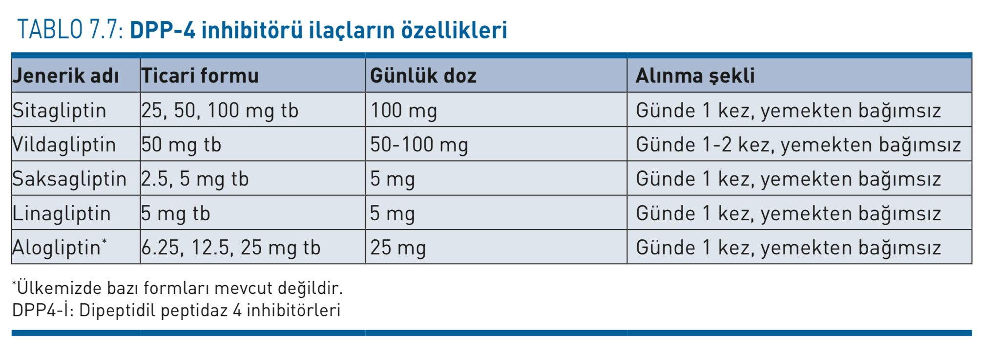 TABLO 7.7: DPP-4 inhibitörü ilaçların özellikleri
Jenerik adı Ticari formu Günlük doz Alınma şekli
Sitagliptin 25, 50, 100 mg tb 100 mg Günde 1 kez, yemekten bağımsız
Vildagliptin 50 mg tb 50-100 mg Günde 1-2 kez, yemekten bağımsız
Saksagliptin 2.5, 5 mg tb 5 mg Günde 1 kez, yemekten bağımsız
Linagliptin 5 mg tb 5 mg Günde 1 kez, yemekten bağımsız
Alogliptin* 6.25, 12.5, 25 mg tb 25 mg Günde 1 kez, yemekten bağımsız
*Ülkemizde bazı formları mevcut değildir.
DPP4-İ: Dipeptidil peptidaz 4 inhibitörleri